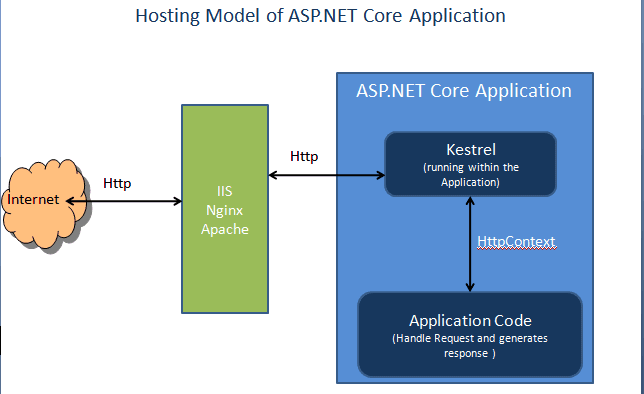 Hosting Model of ASP.NET Core Application
ASP.NET Core Application
Kestrel
(running within the
Application)
Http
Http
Internet
IIS
Nginx
Apache
HttpContext
Application Code
(Handle Request and generates
response )